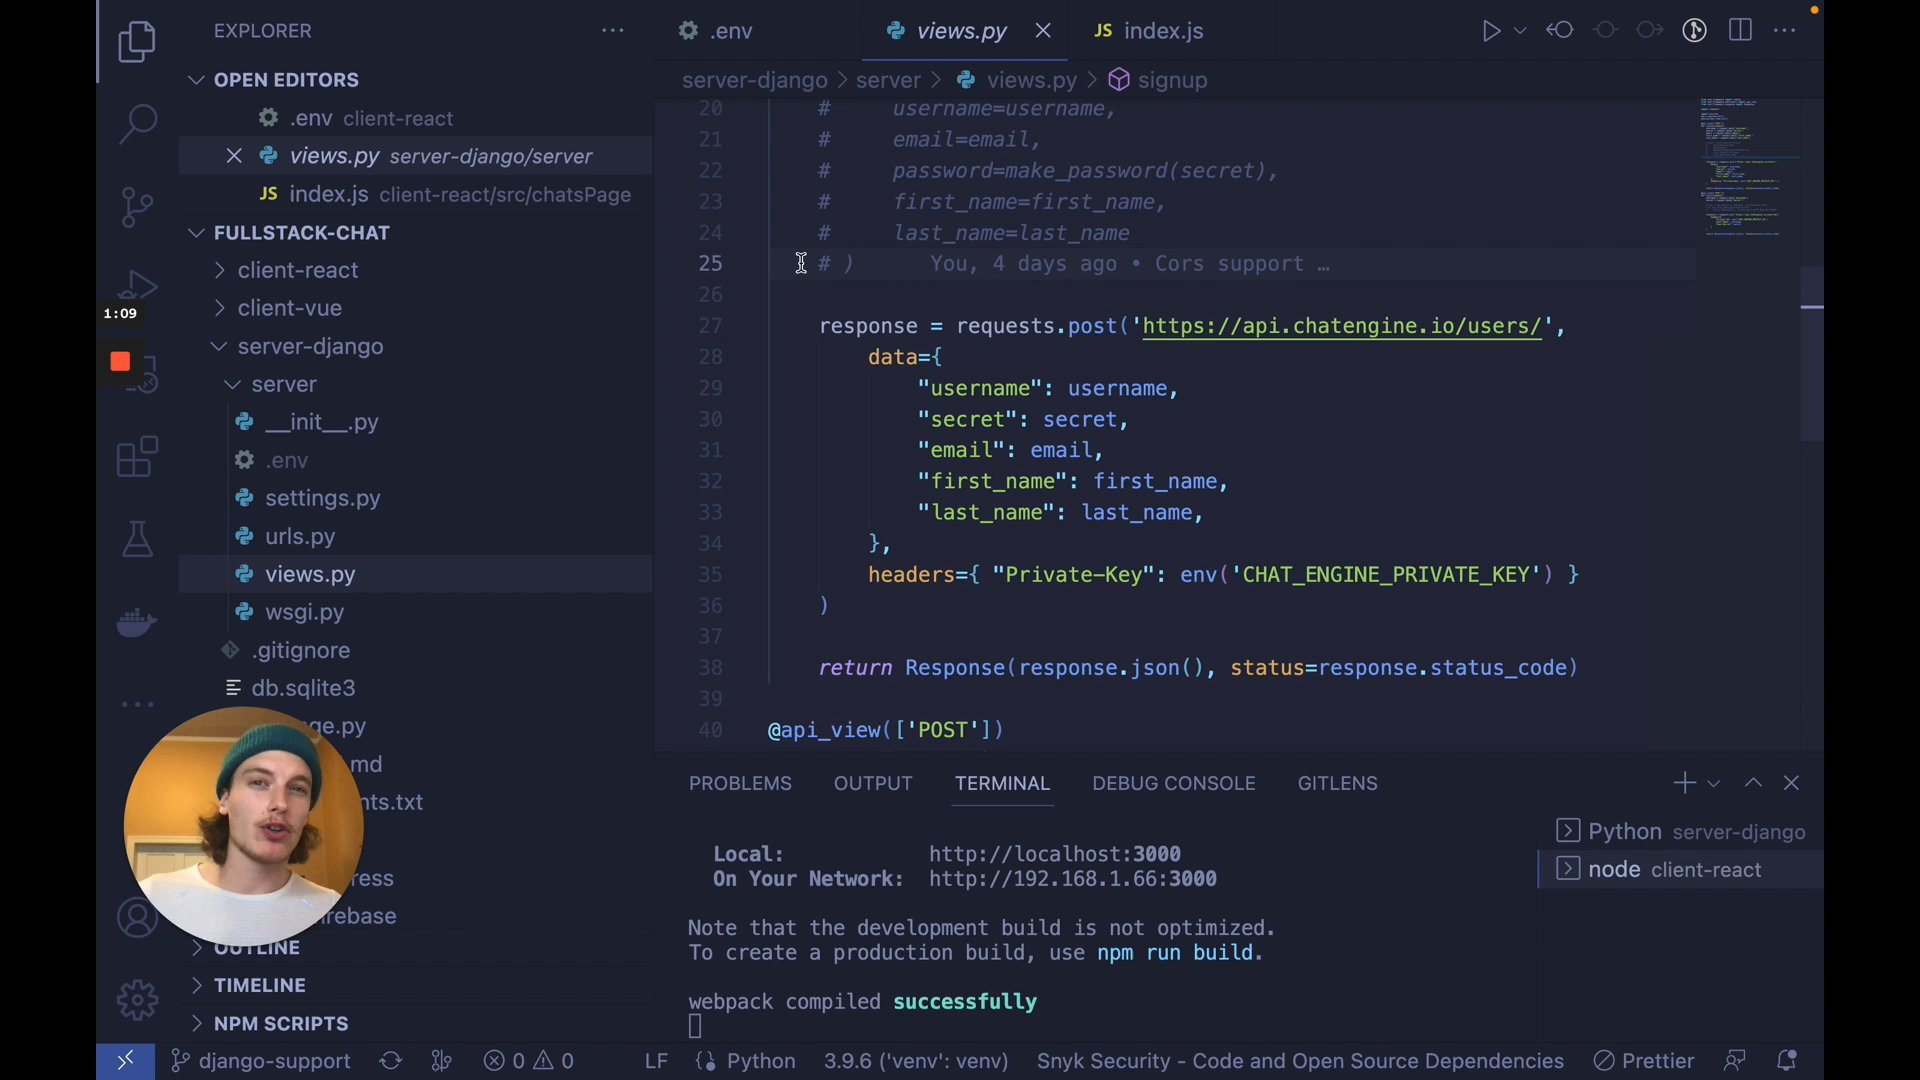 EXPLORER
OPEN EDITORS
.env client-react
views.py server-django/server
JS index.js client-react/src/chatsPage
FULLSTACK-CHAT
client-react
client-vue
server-django
server
__init__.py
.env
settings.py
urls.py
views.py
wsgi.py
.gitignore
db.sqlite3
OUTLINE
TIMELINE
NPM SCRIPTS
1:09
.env
views.py
JS index.js
server-django > server > views.py > signup
20 # username=username,
21 # email=email,
22 # password=make_password(secret),
23 # first_name=first_name,
24 # last_name=last_name
25 # ) You, 4 days ago • Cors support …
26
27 response = requests.post('https://api.chatengine.io/users/',
28 data={
29 "username": username,
30 "secret": secret,
31 "email": email,
32 "first_name": first_name,
33 "last_name": last_name,
34 },
35 headers={ "Private-Key": env('CHAT_ENGINE_PRIVATE_KEY') }
36 )
37
38 return Response(response.json(), status=response.status_code)
39
40 @api_view(['POST'])
PROBLEMS OUTPUT TERMINAL DEBUG CONSOLE GITLENS
Local: http://localhost:3000
On Your Network: http://192.168.1.66:3000
Note that the development build is not optimized.
To create a production build, use npm run build.
webpack compiled successfully
Python server-django
node client-react
django-support 0 0 LF Python 3.9.6 ('venv': venv) Snyk Security - Code and Open Source Dependencies Prettier